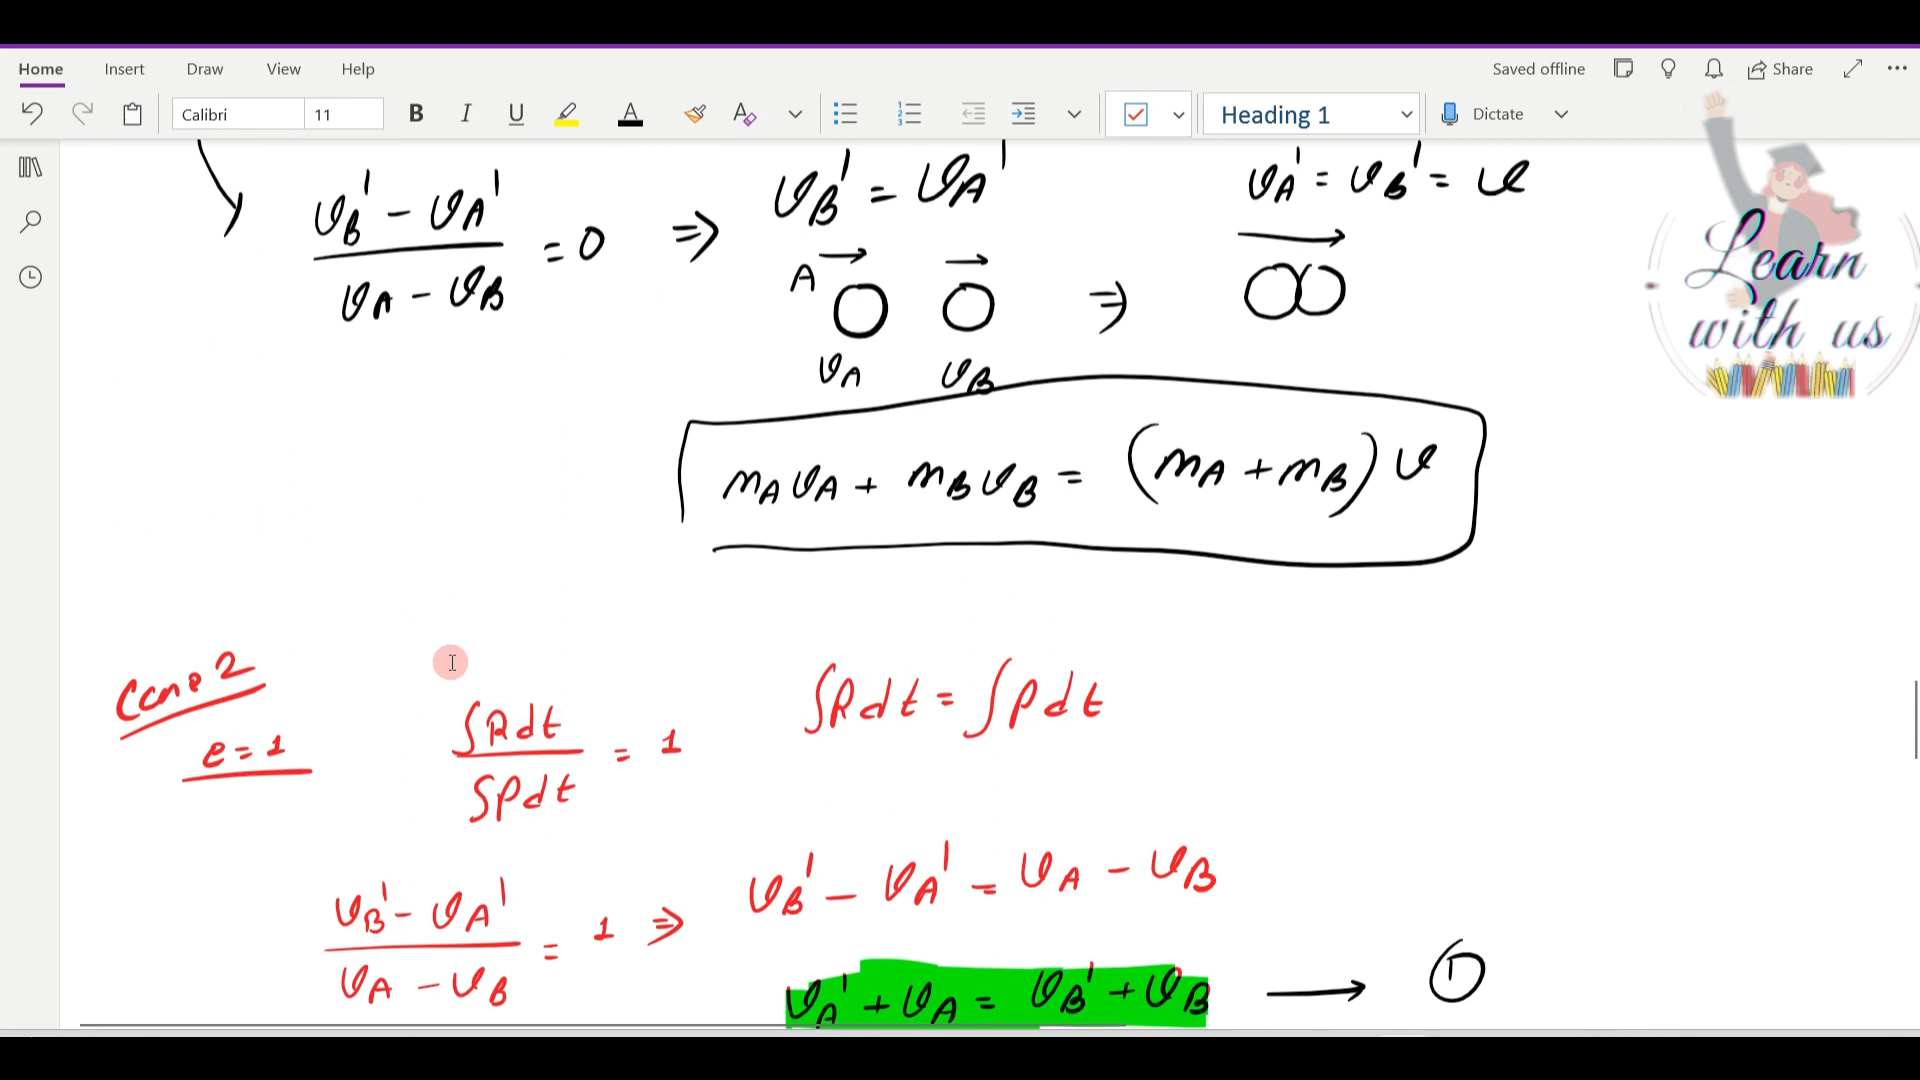 Home Insert Draw View Help Saved offline Share
Calibri 11 B I U A A Heading 1 Dictate
(vB' - vA') / (vA - vB) = 0 ⇒ vB' = vA' vA' = vB' = v
A
⇒
vA vB
mA vA + mB vB = (mA + mB) v
Case 2
e = 1
∫Rdt / ∫Pdt = 1 ∫Rdt = ∫Pdt
(vB' - vA') / (vA - vB) = 1 ⇒ vB' - vA' = vA - vB
vA' + vA = vB' + vB → ①
Learn
with us